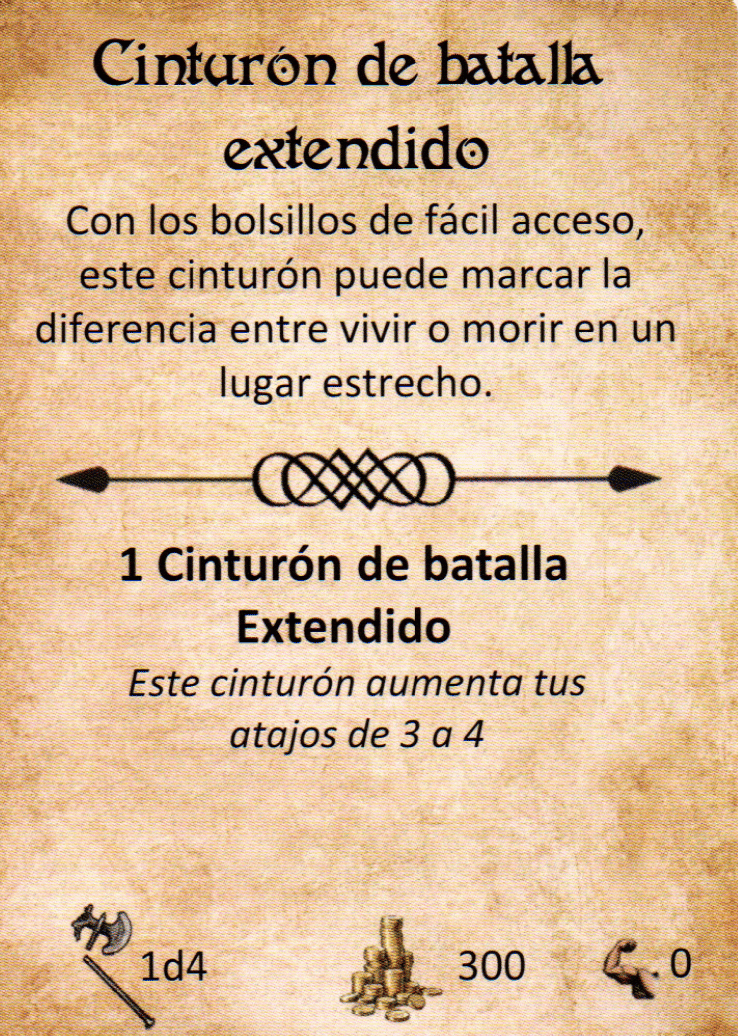 Cinturón de batalla
extendido
Con los bolsillos de fácil acceso,
este cinturón puede marcar la
diferencia entre vivir o morir en un
lugar estrecho.
1 Cinturón de batalla
Extendido
Este cinturón aumenta tus
atajos de 3 a 4
1d4 300 0